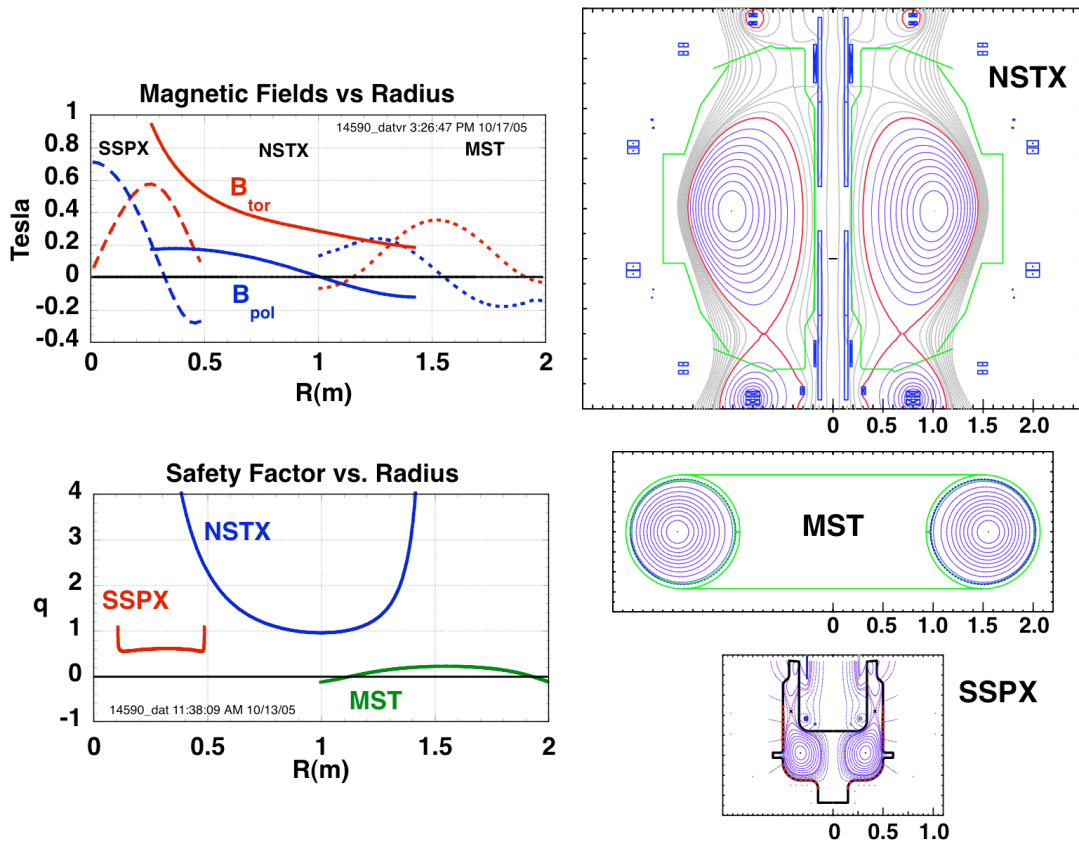 Magnetic Fields vs Radius
14590_datvr 3:26:47 PM 10/17/05
SSPX
NSTX
MST
B tor
B pol
Tesla
1
0.8
0.6
0.4
0.2
0
-0.2
-0.4
0 0.5 1 1.5 2
R(m)
Safety Factor vs. Radius
4
3
2
1
0
-1
q
NSTX
SSPX
MST
14590_dat 11:38:09 AM 10/13/05
0 0.5 1 1.5 2
R(m)
NSTX
0 0.5 1.0 1.5 2.0
MST
0 0.5 1.0 1.5 2.0
SSPX
0 0.5 1.0